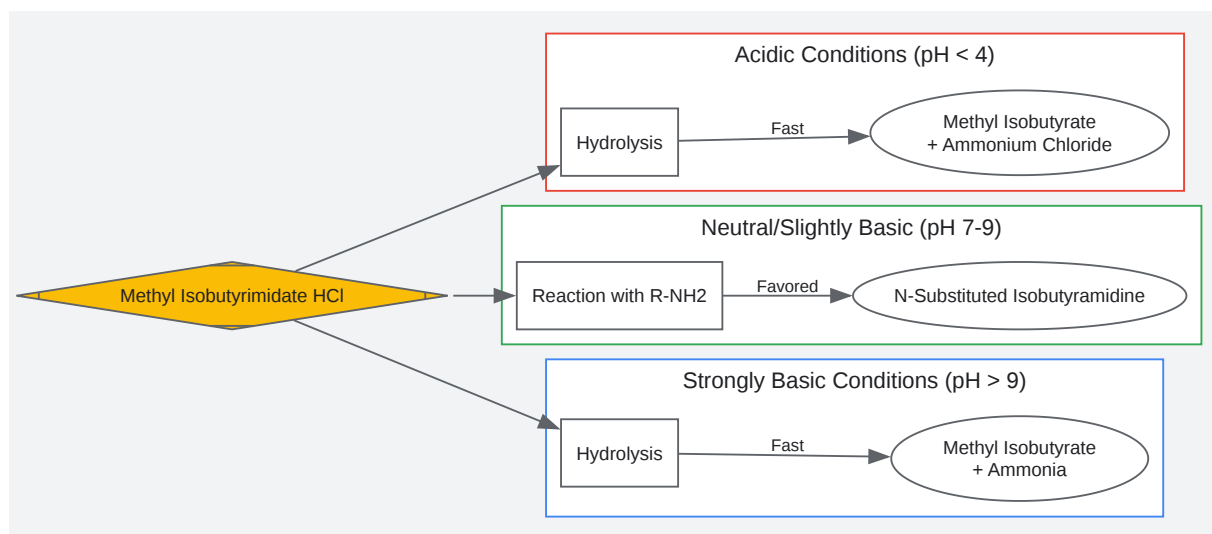 Acidic Conditions (pH < 4)
Hydrolysis
Fast
Methyl Isobutyrate
+ Ammonium Chloride
Neutral/Slightly Basic (pH 7-9)
Methyl Isobutyrimidate HCl
Reaction with R-NH2
Favored
N-Substituted Isobutyramidine
Strongly Basic Conditions (pH > 9)
Hydrolysis
Fast
Methyl Isobutyrate
+ Ammonia